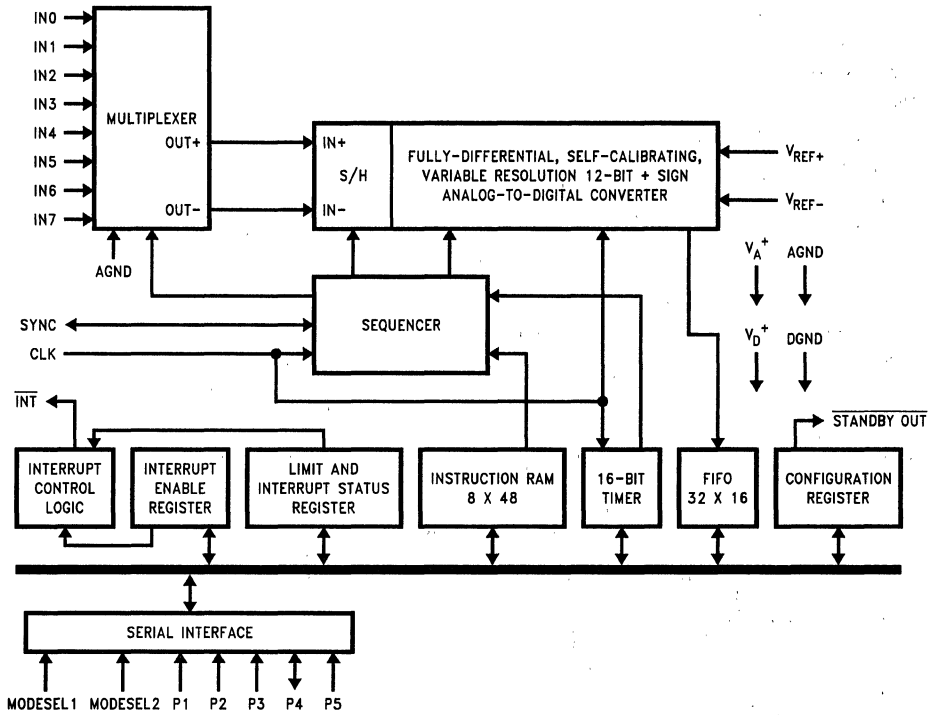 IN0
IN1
IN2
IN3
IN4
IN5
IN6
IN7
MULTIPLEXER
OUT+
OUT−
AGND
IN+
S/H
IN−
FULLY-DIFFERENTIAL, SELF-CALIBRATING,
VARIABLE RESOLUTION 12-BIT + SIGN
ANALOG-TO-DIGITAL CONVERTER
VREF+
VREF−
VA+
AGND
VD+
DGND
SEQUENCER
SYNC
CLK
INT
STANDBY OUT
INTERRUPT
CONTROL
LOGIC
INTERRUPT
ENABLE
REGISTER
LIMIT AND
INTERRUPT STATUS
REGISTER
INSTRUCTION RAM
8 X 48
16-BIT
TIMER
FIFO
32 X 16
CONFIGURATION
REGISTER
SERIAL INTERFACE
MODESEL1
MODESEL2
P1
P2
P3
P4
P5